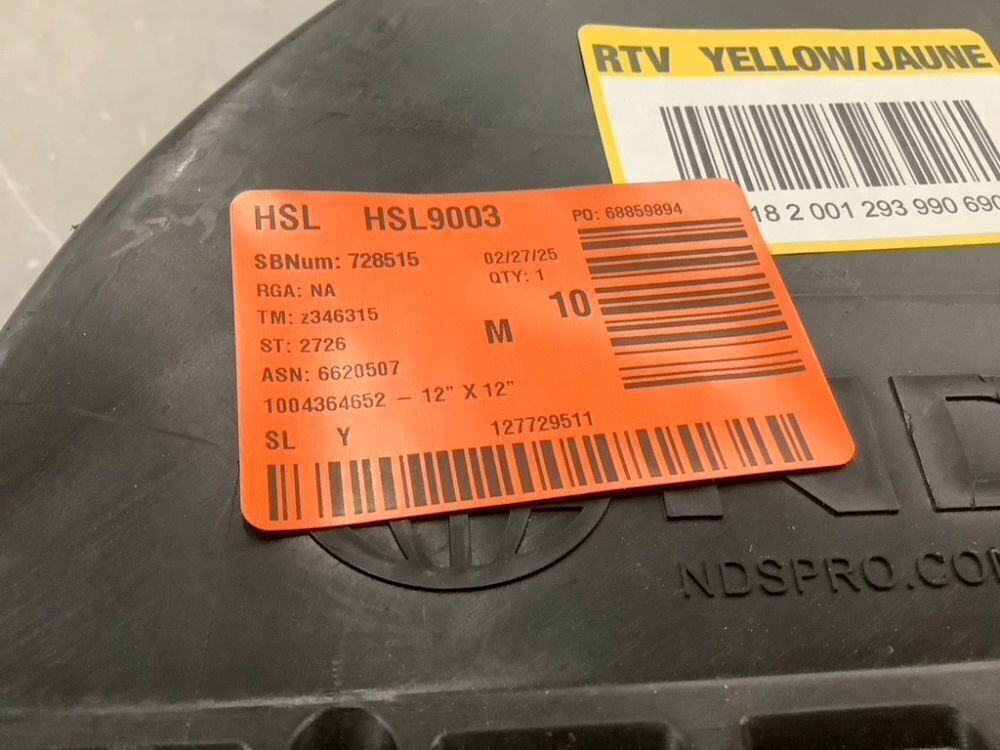 RTV YELLOW/JAUNE
18 2 001 293 990 690
HSL HSL9003 PO: 68859894
SBNum: 728515 02/27/25
RGA: NA QTY: 1
TM: z346315 M 10
ST: 2726
ASN: 6620507
1004364652 – 12” X 12”
SL Y 127729511
ND
NDSPRO.CO